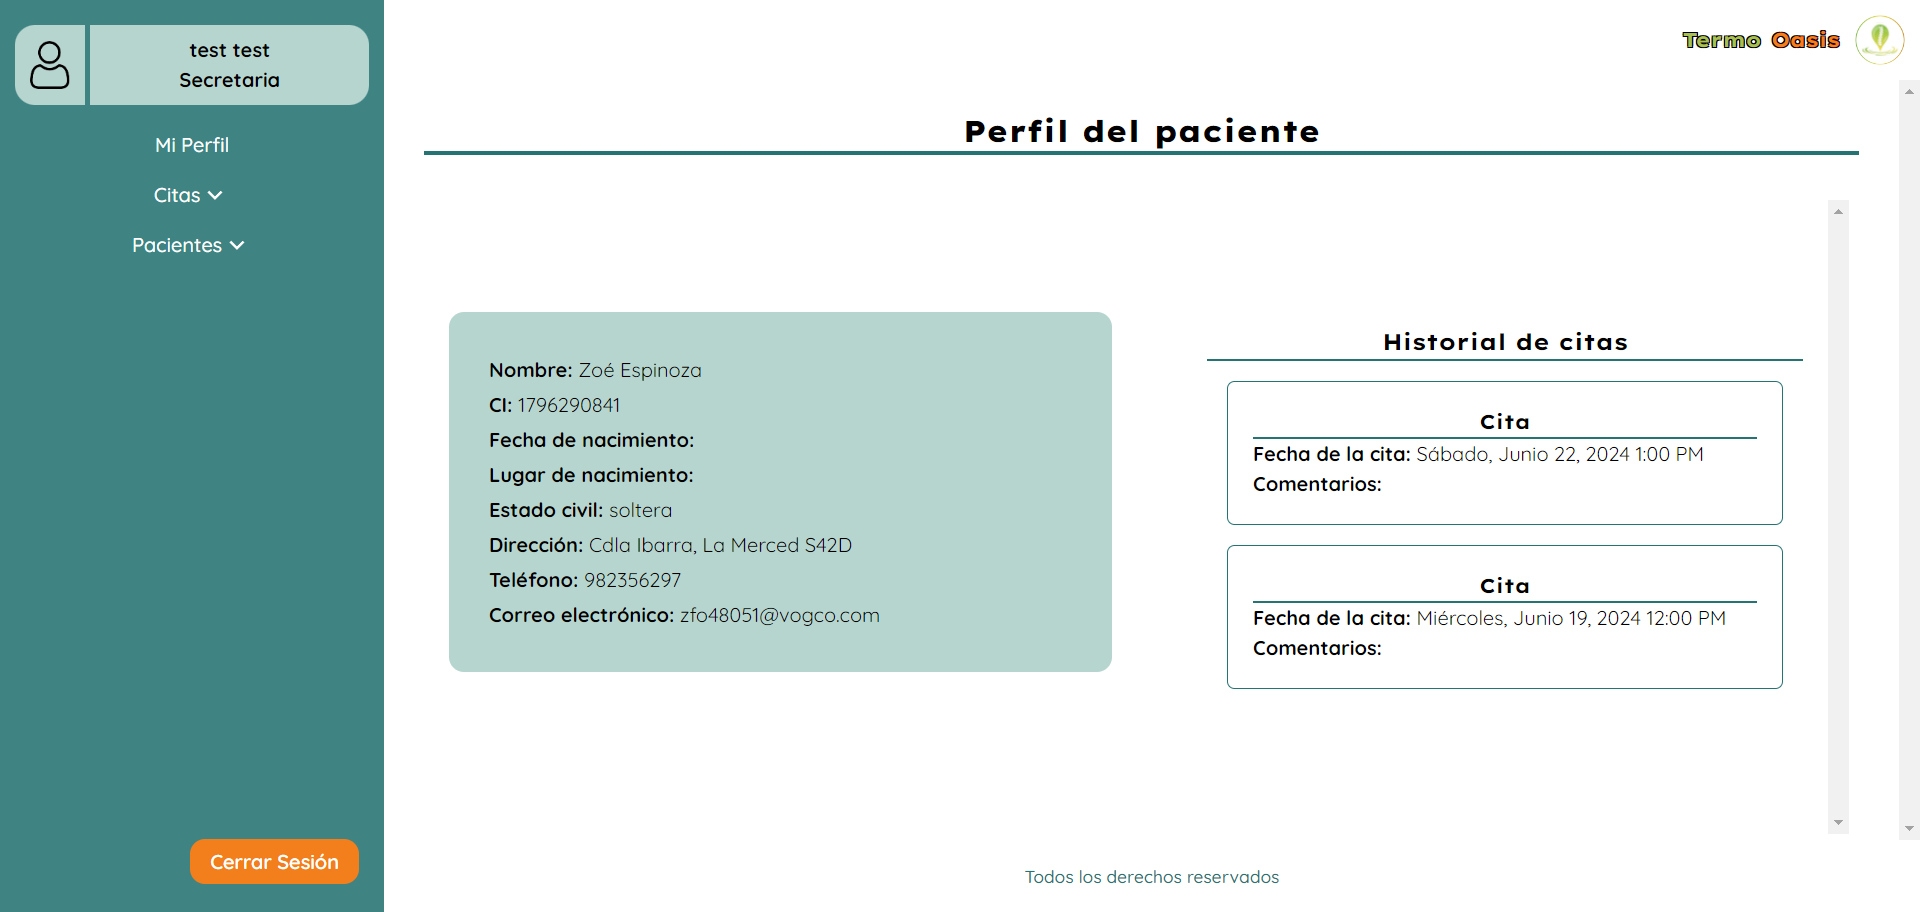 test test
Secretaria
Mi Perfil
Citas
Pacientes
Cerrar Sesión
Termo Oasis
Perfil del paciente
Nombre: Zoé Espinoza
CI: 1796290841
Fecha de nacimiento:
Lugar de nacimiento:
Estado civil: soltera
Dirección: Cdla Ibarra, La Merced S42D
Teléfono: 982356297
Correo electrónico: zfo48051@vogco.com
Historial de citas
Cita
Fecha de la cita: Sábado, Junio 22, 2024 1:00 PM
Comentarios:
Cita
Fecha de la cita: Miércoles, Junio 19, 2024 12:00 PM
Comentarios:
Todos los derechos reservados